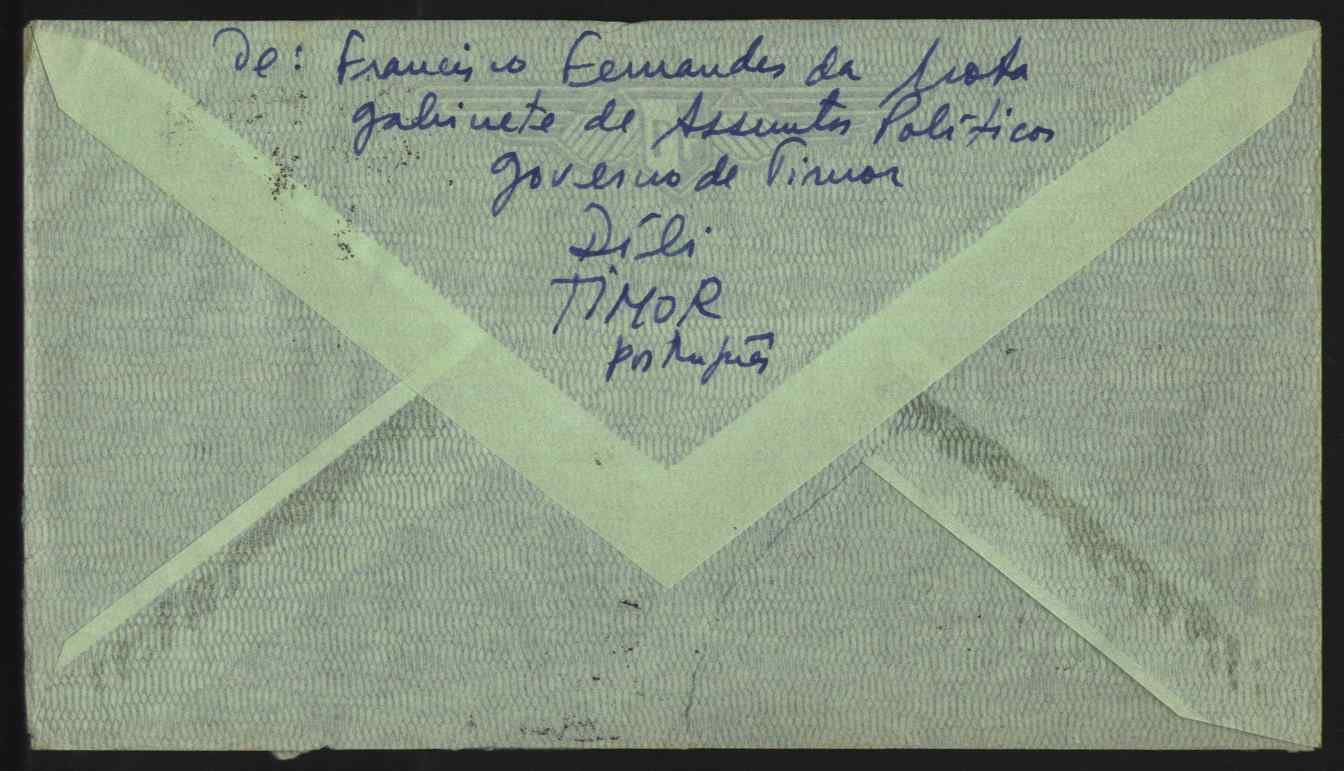 De: Francisco Fernandes da Mota
Gabinete de Assuntos Políticos
Governo de Timor
Díli
TIMOR
português